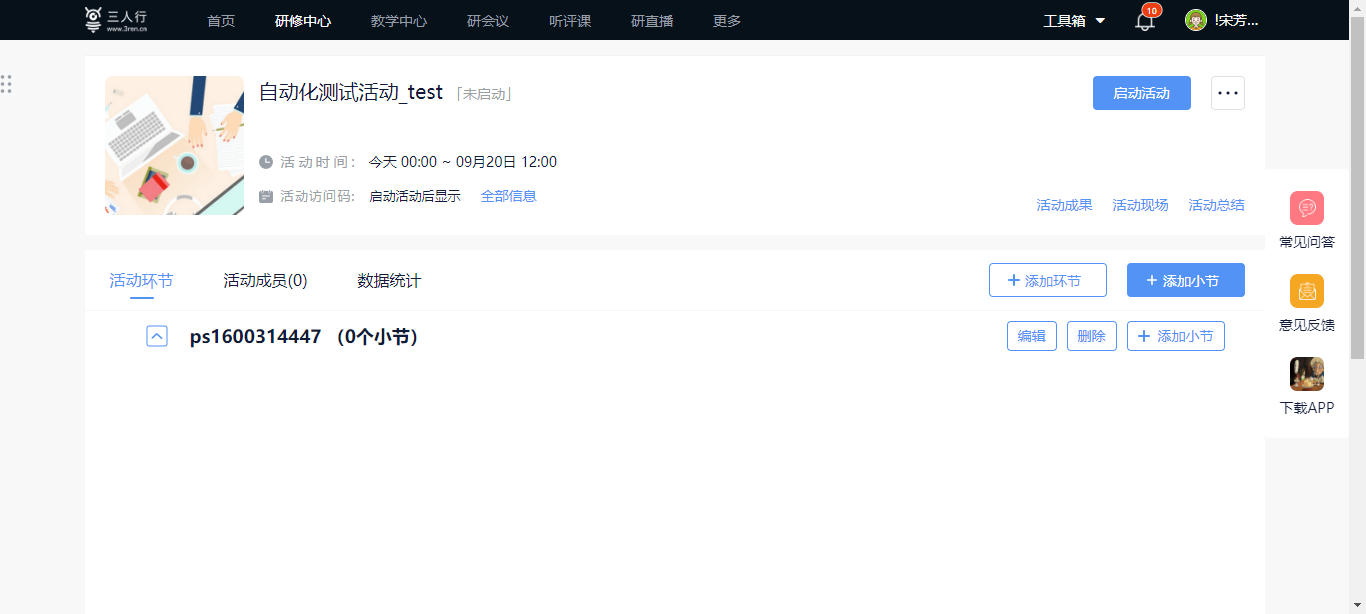 三人行
www.3ren.cn
首页 研修中心 教学中心 研会议 听评课 研直播 更多 工具箱 10 !宋芳...
自动化测试活动_test 「未启动」 启动活动 ...
活动时间: 今天 00:00 ~ 09月20日 12:00
活动访问码: 启动活动后显示 全部信息
活动成果 活动现场 活动总结
常见问答
活动环节 活动成员(0) 数据统计 + 添加环节 + 添加小节
意见反馈
ps1600314447 (0个小节) 编辑 删除 + 添加小节
下载APP